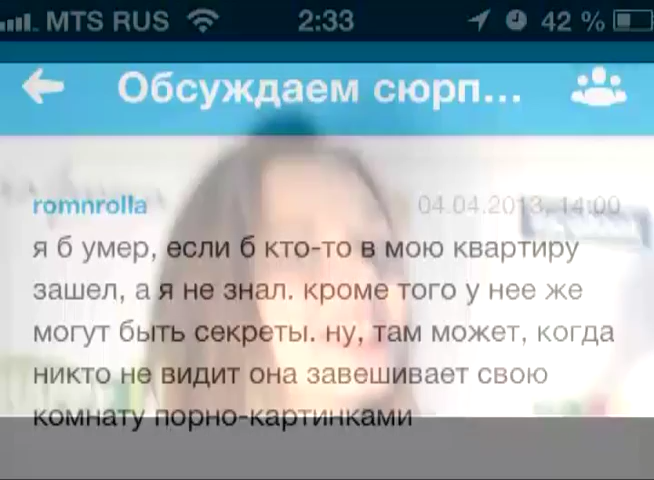 MTS RUS 2:33 42 %
Обсуждаем сюрп...
romnrolla 04.04.2013, 14:00
я б умер, если б кто-то в мою квартиру
зашел, а я не знал. кроме того у нее же
могут быть секреты. ну, там может, когда
никто не видит она завешивает свою
комнату порно-картинками